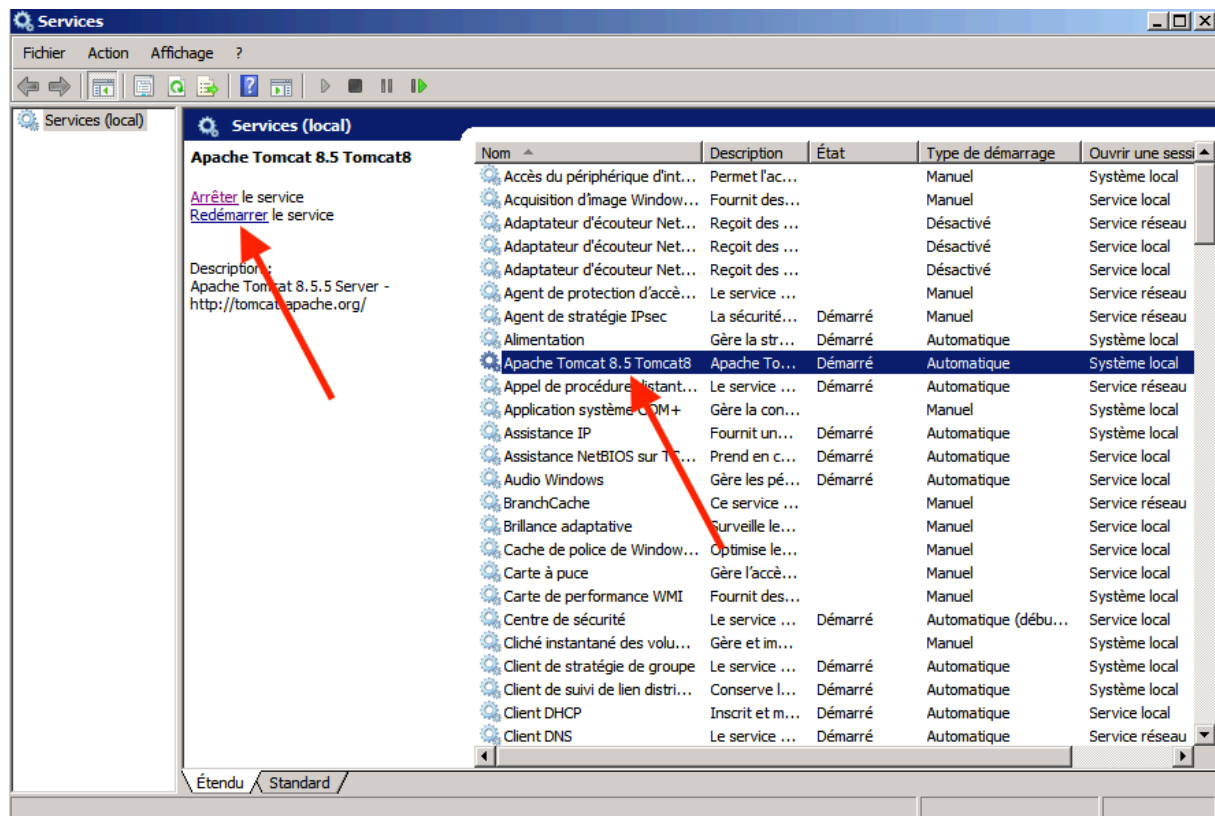 Services
Fichier Action Affichage ?
Services (local)
Services (local)
Apache Tomcat 8.5 Tomcat8
Arrêter le service
Redémarrer le service
Description :
Apache Tomcat 8.5.5 Server -
http://tomcat.apache.org/
Nom Description État Type de démarrage Ouvrir une sessi
Accès du périphérique d'int... Permet l'ac... Manuel Système local
Acquisition d'image Window... Fournit des... Manuel Service local
Adaptateur d'écouteur Net... Reçoit des ... Désactivé Service réseau
Adaptateur d'écouteur Net... Reçoit des ... Désactivé Service local
Adaptateur d'écouteur Net... Reçoit des ... Désactivé Service local
Agent de protection d'accè... Le service ... Manuel Service réseau
Agent de stratégie IPsec La sécurité... Démarré Manuel Service réseau
Alimentation Gère la str... Démarré Automatique Système local
Apache Tomcat 8.5 Tomcat8 Apache To... Démarré Automatique Système local
Appel de procédure distant... Le service ... Démarré Automatique Service réseau
Application système COM+ Gère la con... Manuel Système local
Assistance IP Fournit un... Démarré Automatique Système local
Assistance NetBIOS sur TC... Prend en c... Démarré Automatique Service local
Audio Windows Gère les pé... Démarré Automatique Service local
BranchCache Ce service ... Manuel Service réseau
Brillance adaptative Surveille le... Manuel Service local
Cache de police de Window... Optimise le... Manuel Service local
Carte à puce Gère l'accè... Manuel Service local
Carte de performance WMI Fournit des... Manuel Système local
Centre de sécurité Le service ... Démarré Automatique (débu... Service local
Cliché instantané des volu... Gère et im... Manuel Système local
Client de stratégie de groupe Le service ... Démarré Automatique Système local
Client de suivi de lien distri... Conserve l... Démarré Automatique Système local
Client DHCP Inscrit et m... Démarré Automatique Service local
Client DNS Le service ... Démarré Automatique Service réseau
Étendu Standard